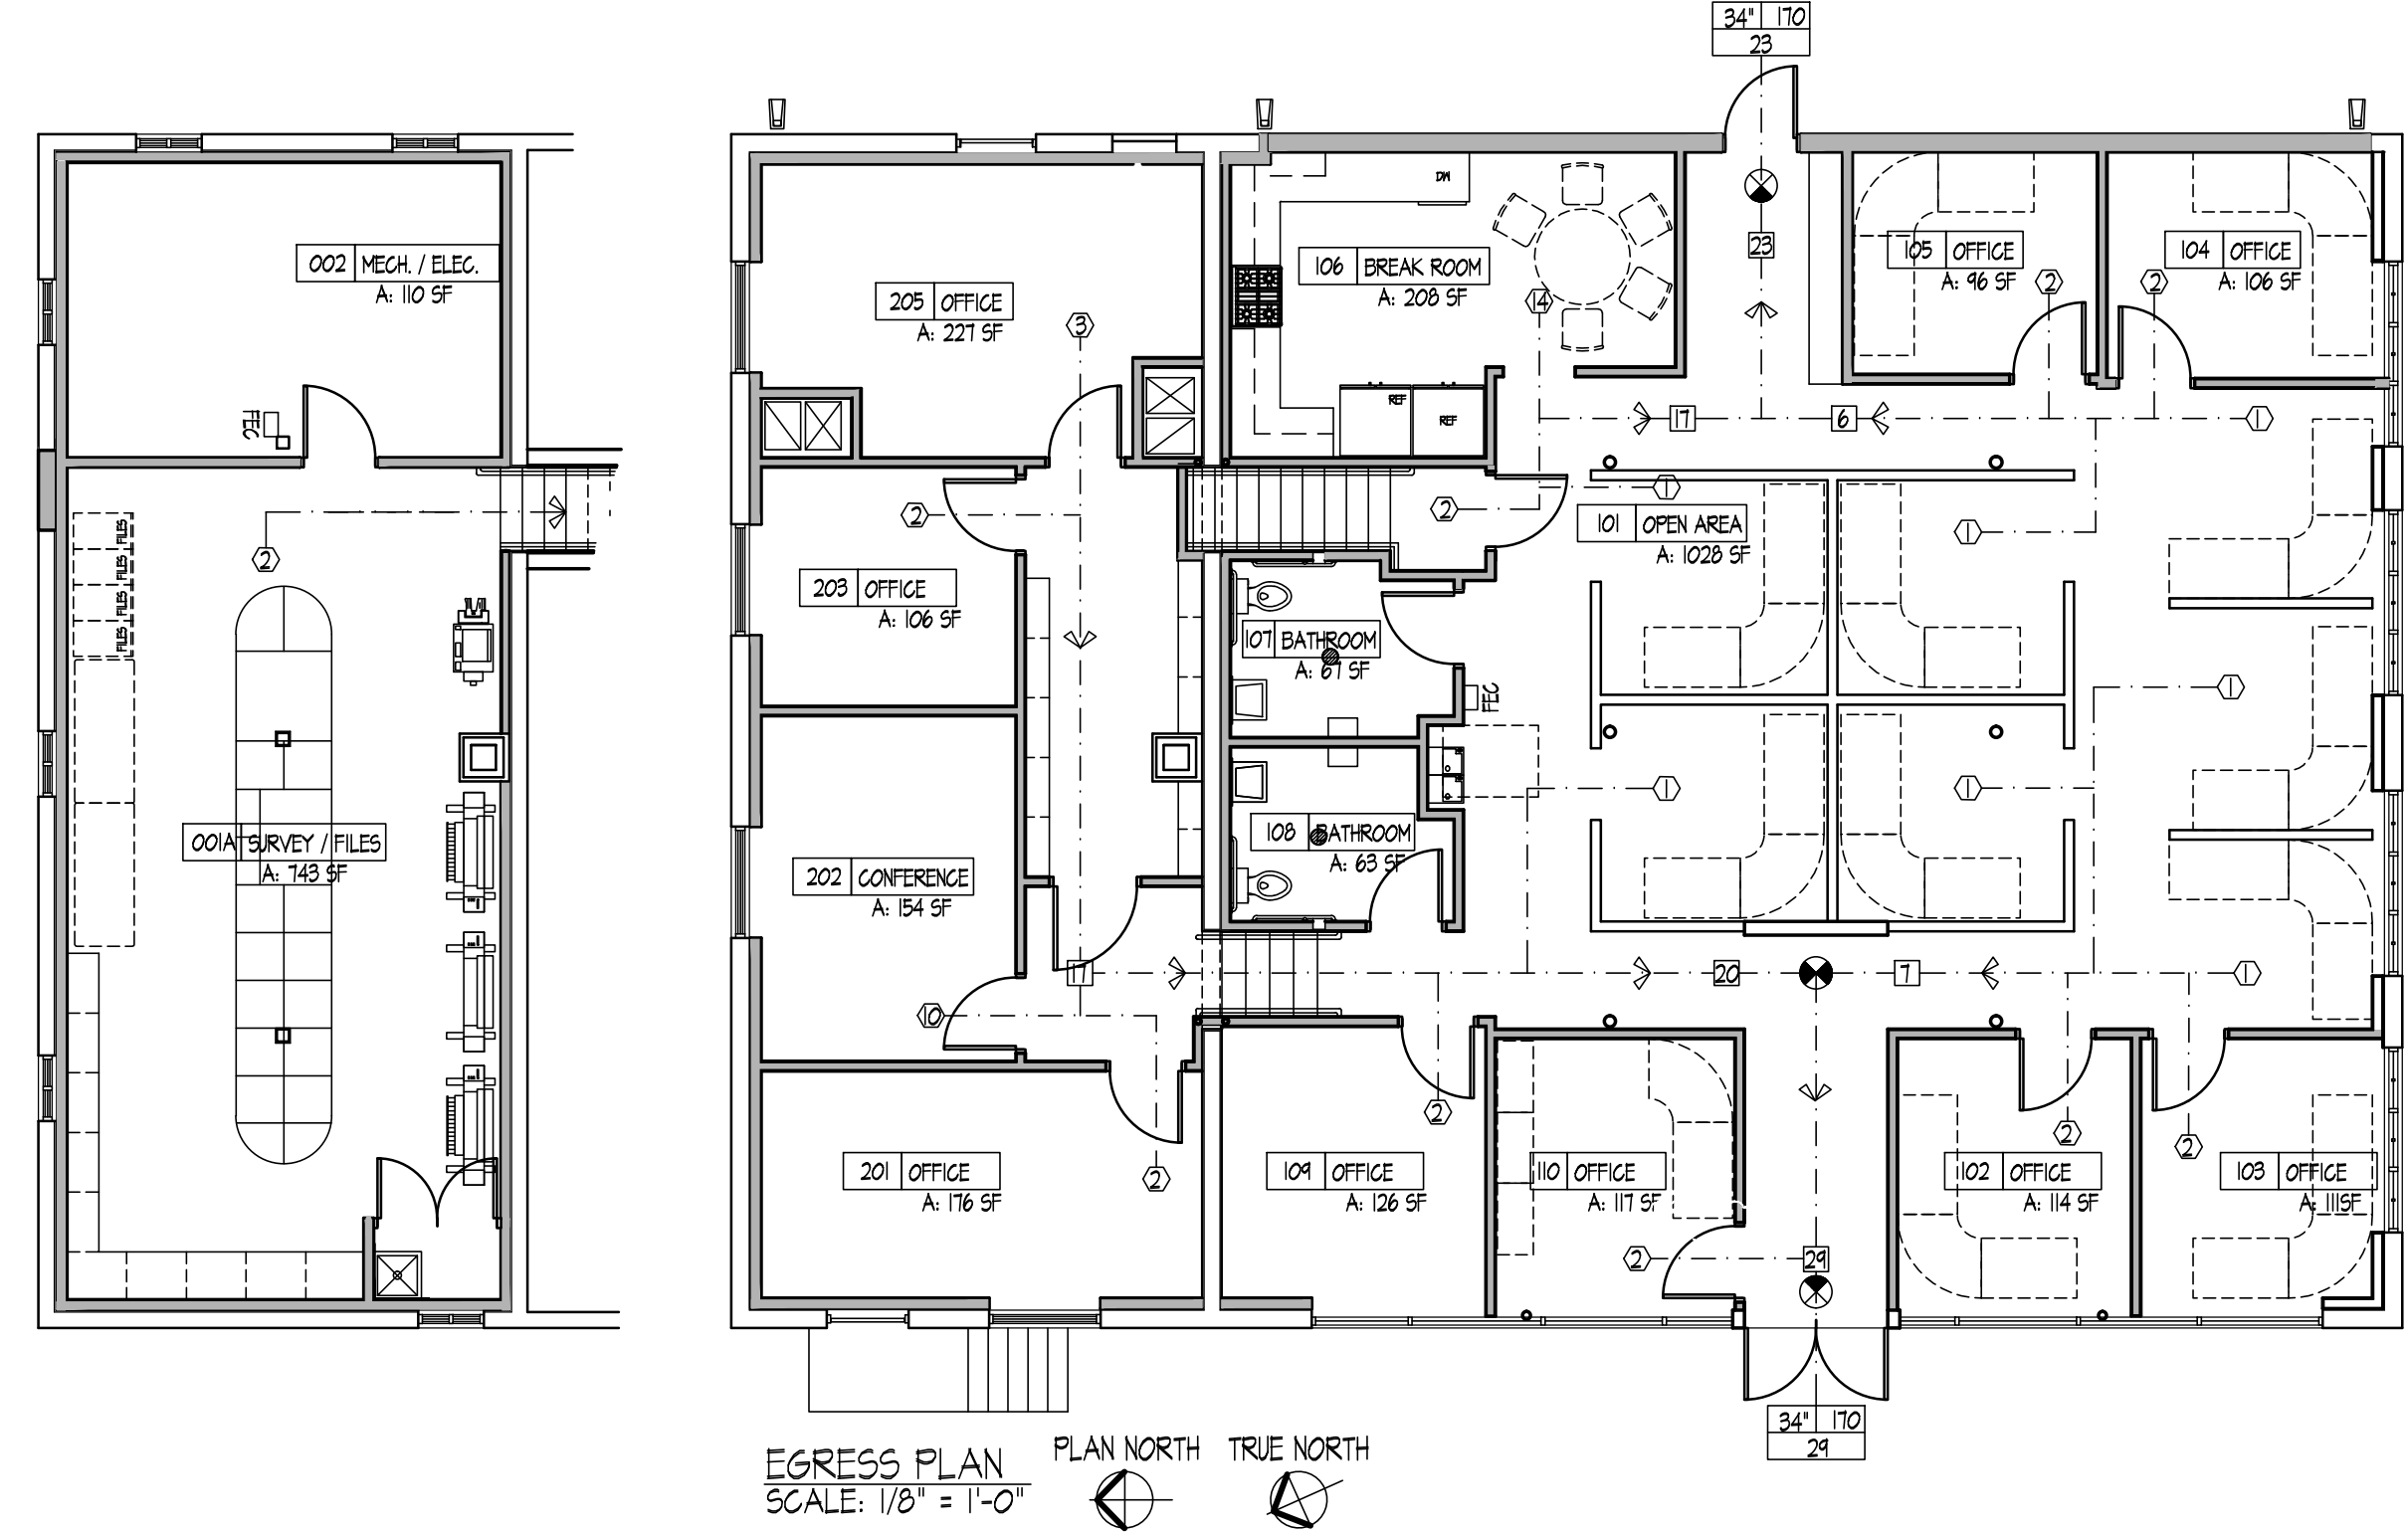 34" 170
23
002 MECH. / ELEC.
A: 110 SF
FEC
2
FILES
FILES
FILES
FILES
001A SURVEY / FILES
A: 743 SF
205 OFFICE
A: 227 SF
3
2
203 OFFICE
A: 106 SF
202 CONFERENCE
A: 154 SF
10
17
201 OFFICE
A: 176 SF
2
DW
106 BREAK ROOM
A: 208 SF
14
REF
REF
23
105 OFFICE
A: 96 SF
2
104 OFFICE
A: 106 SF
2
17
6
1
2
1
101 OPEN AREA
A: 1028 SF
1
107 BATHROOM
A: 67 SF
FEC
1
1
1
108 BATHROOM
A: 63 SF
20
7
1
2
109 OFFICE
A: 126 SF
110 OFFICE
A: 117 SF
2
29
2
102 OFFICE
A: 114 SF
2
103 OFFICE
A: 111SF
34" 170
29
EGRESS PLAN
SCALE: 1/8" = 1'-0"
PLAN NORTH
TRUE NORTH